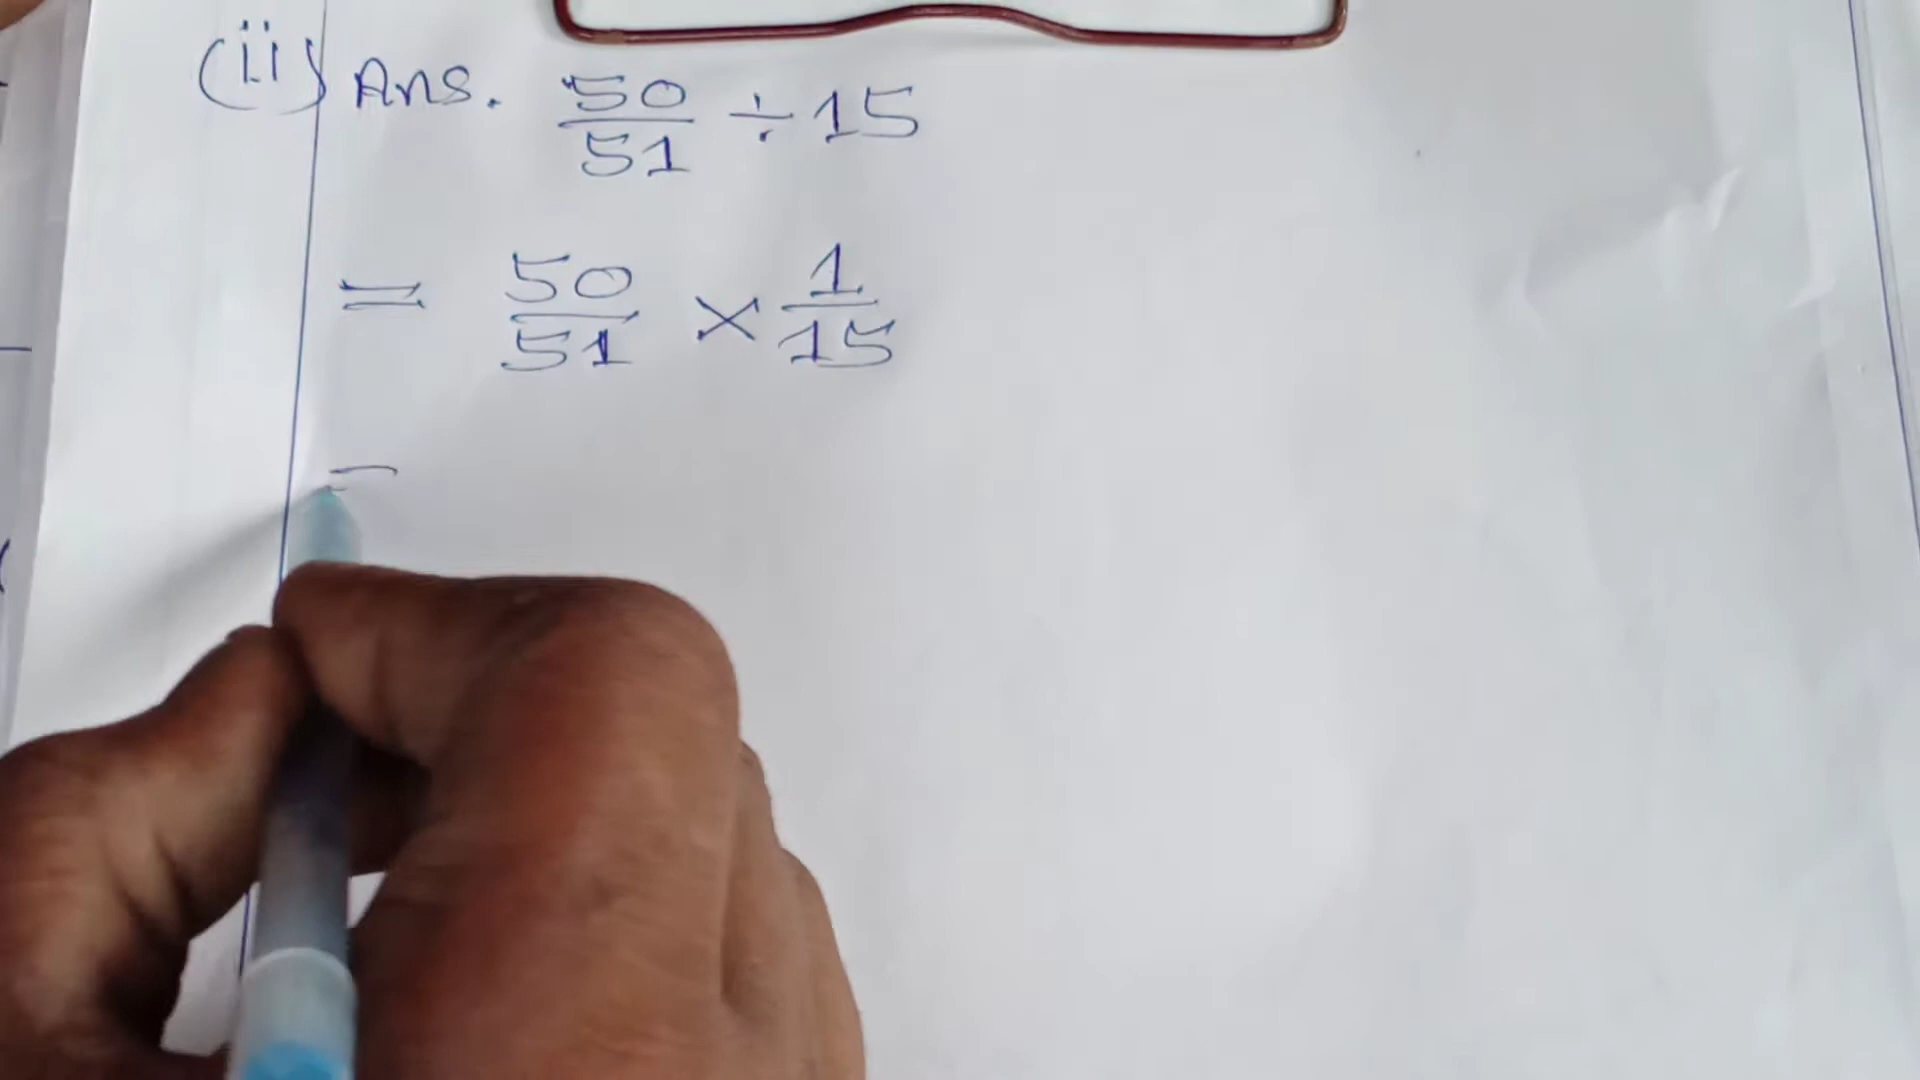 (ii) Ans. 50/51 ÷ 15
= 50/51 × 1/15
=